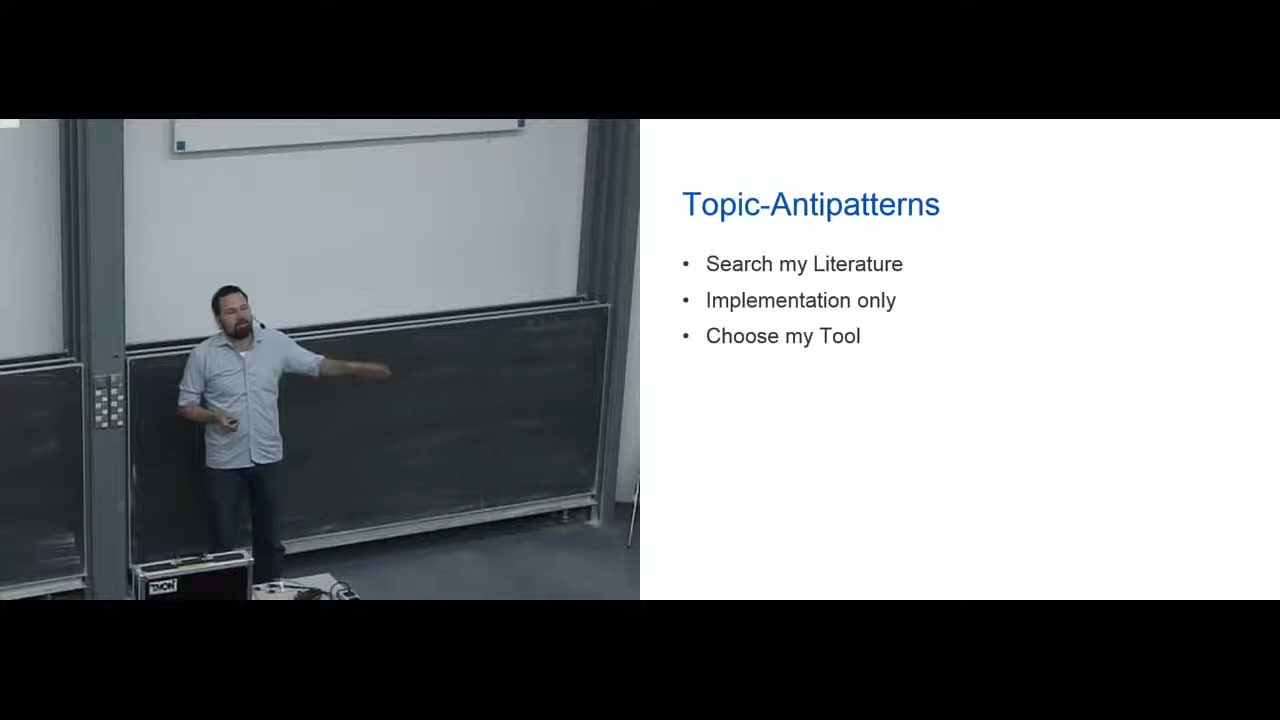 Topic-Antipatterns
• Search my Literature
• Implementation only
• Choose my Tool